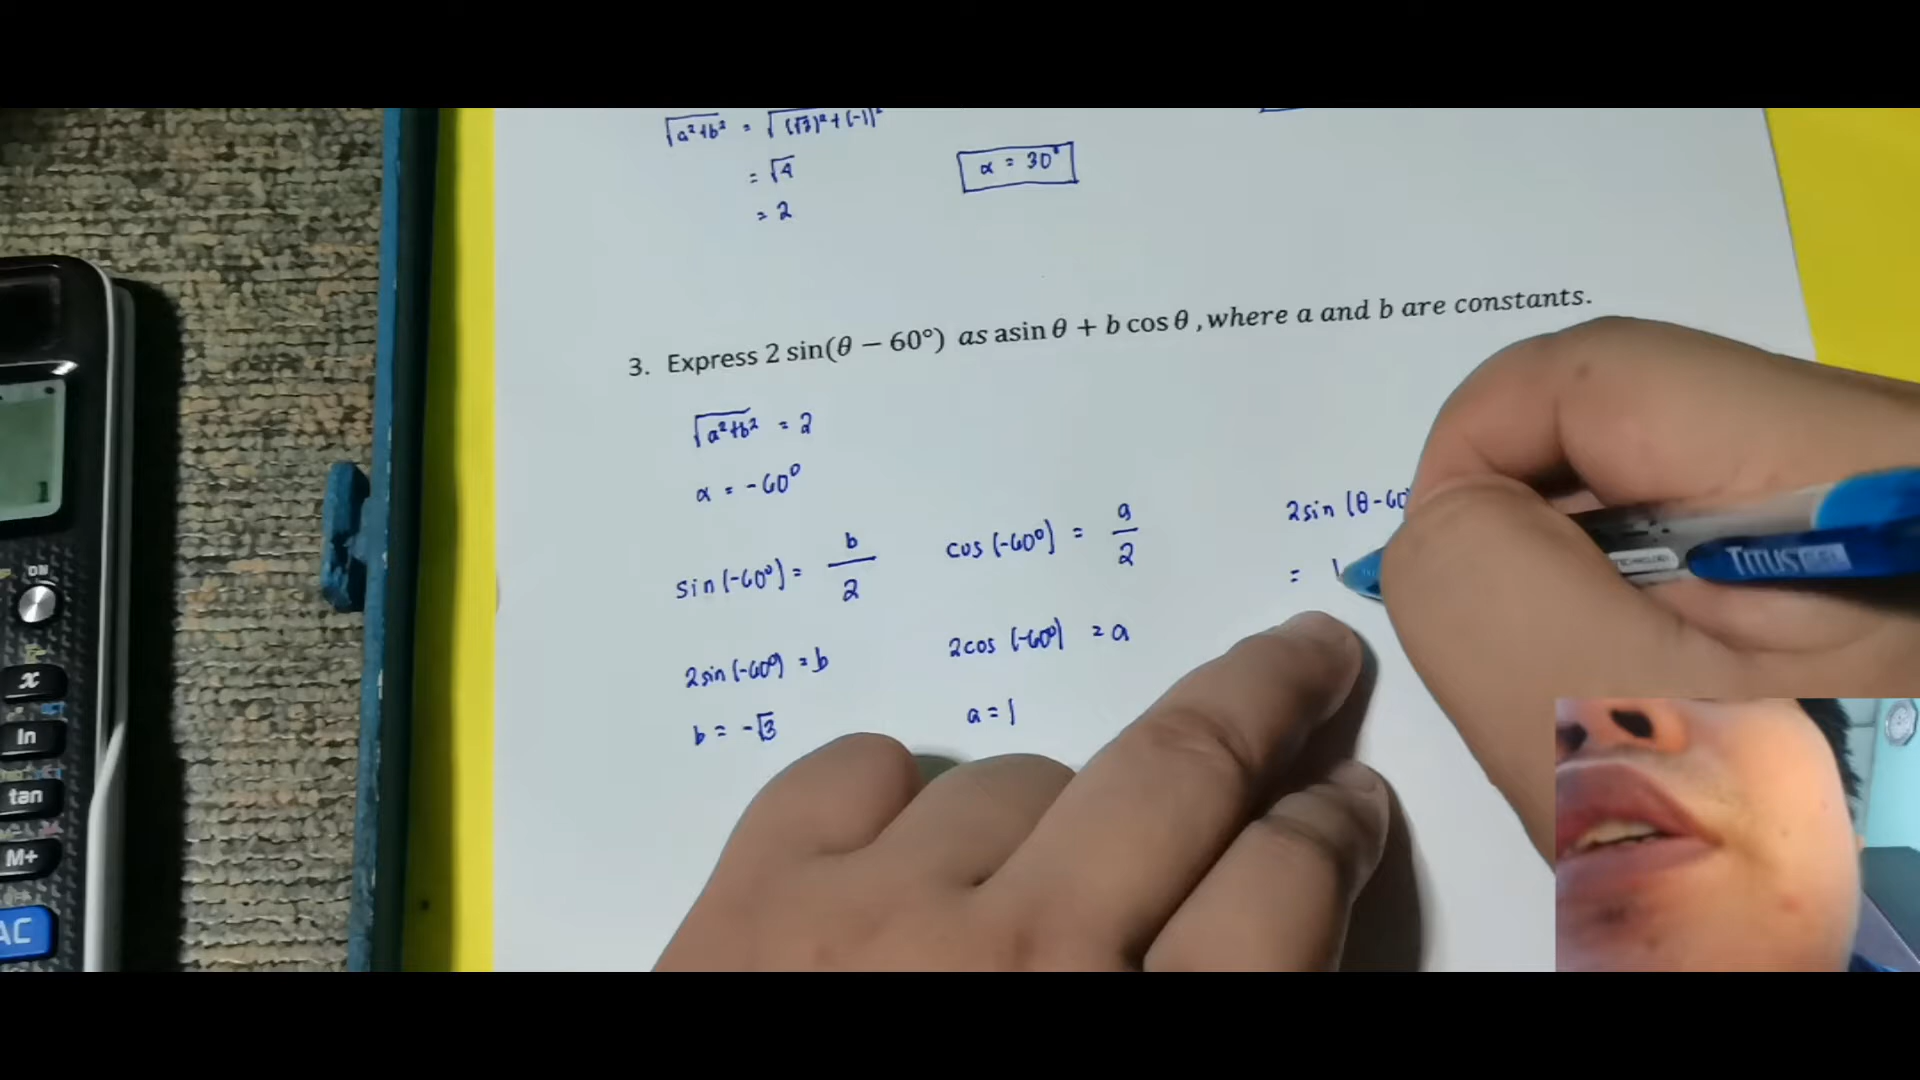 √a²+b² = √(√3)²+(-1)²
= √4
= 2
α = 30°
3. Express 2 sin(θ − 60°) as asin θ + b cos θ , where a and b are constants.
√a²+b² = 2
α = -60°
sin(-60°) = b/2
cos(-60°) = a/2
2sin(θ-60°
=
2sin(-60°) = b
2cos(-60°) = a
b = -√3
a = 1
ON
x
ln
tan
M+
AC
TITUS